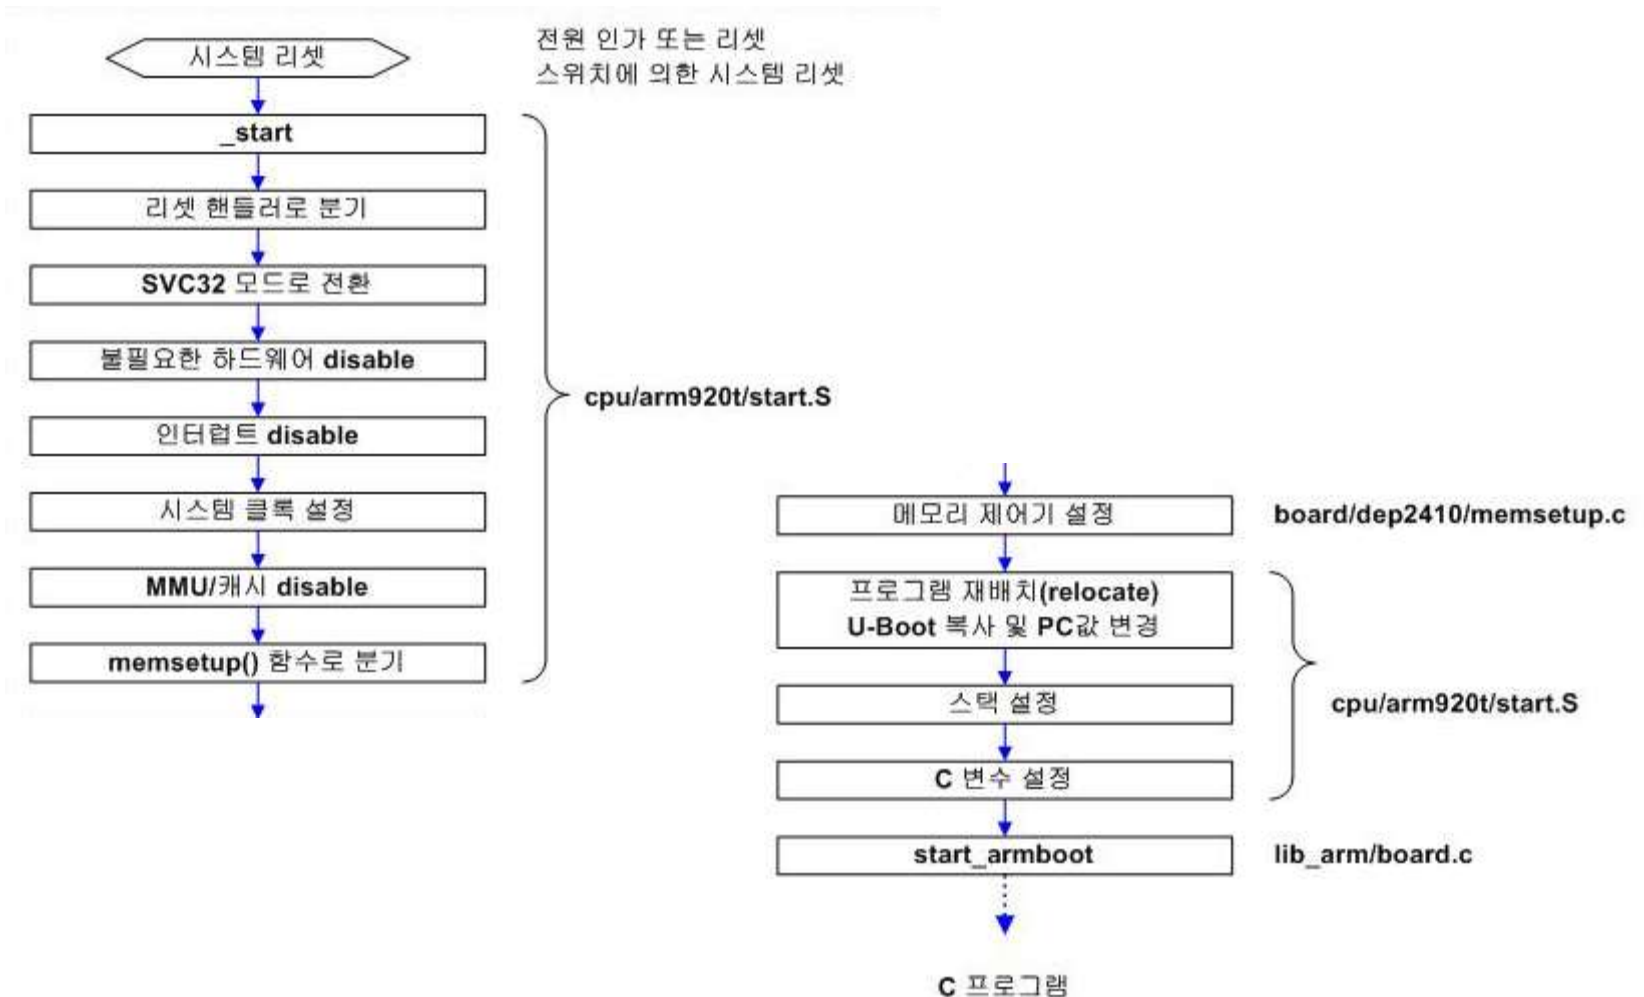 시스템 리셋
전원 인가 또는 리셋
스위치에 의한 시스템 리셋
_start
리셋 핸들러로 분기
SVC32 모드로 전환
불필요한 하드웨어 disable
인터럽트 disable
시스템 클록 설정
MMU/캐시 disable
memsetup() 함수로 분기
cpu/arm920t/start.S
메모리 제어기 설정
board/dep2410/memsetup.c
프로그램 재배치(relocate)
U-Boot 복사 및 PC값 변경
스택 설정
C 변수 설정
cpu/arm920t/start.S
start_armboot
lib_arm/board.c
C 프로그램